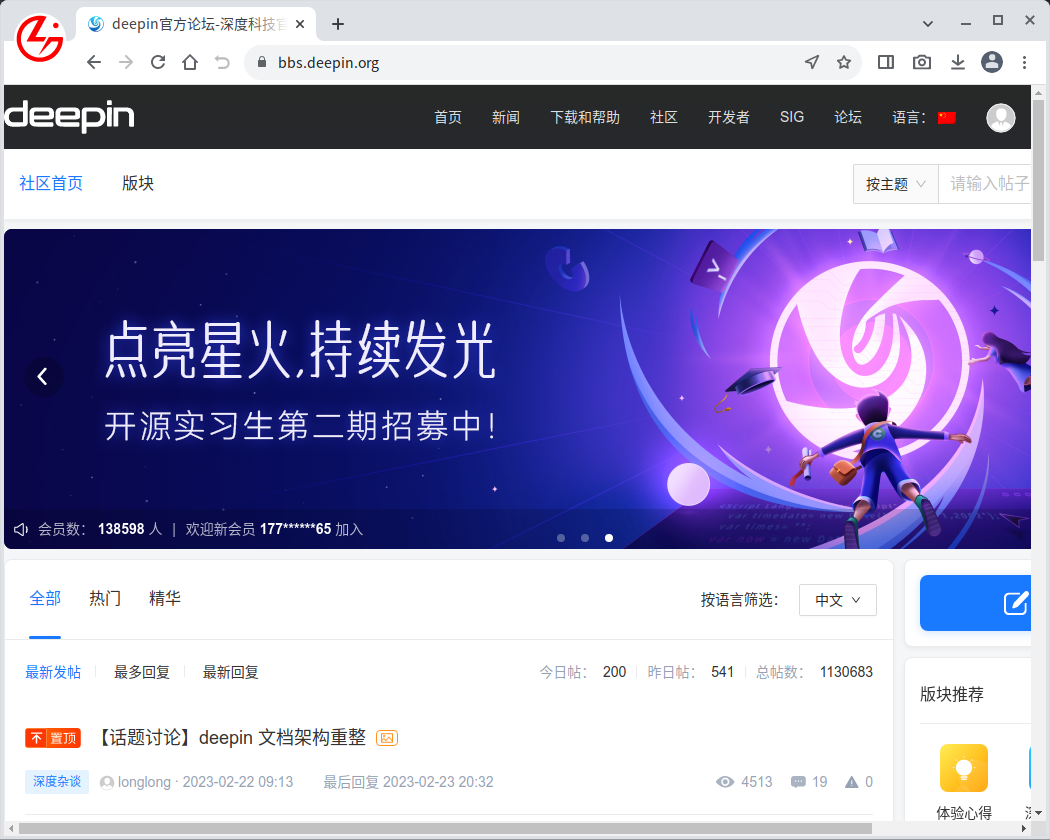 deepin官方论坛-深度科技
bbs.deepin.org
deepin
首页 新闻 下载和帮助 社区 开发者 SIG 论坛 语言：
社区首页 版块 按主题 请输入帖子
点亮星火,持续发光
开源实习生第二期招募中!
会员数： 138598 人 | 欢迎新会员 177******65 加入
全部 热门 精华 按语言筛选： 中文
最新发帖 最多回复 最新回复 今日帖： 200 昨日帖： 541 总帖数： 1130683
版块推荐
置顶 【话题讨论】deepin 文档架构重整
深度杂谈 longlong · 2023-02-22 09:13 最后回复 2023-02-23 20:32 4513 19 0
体验心得